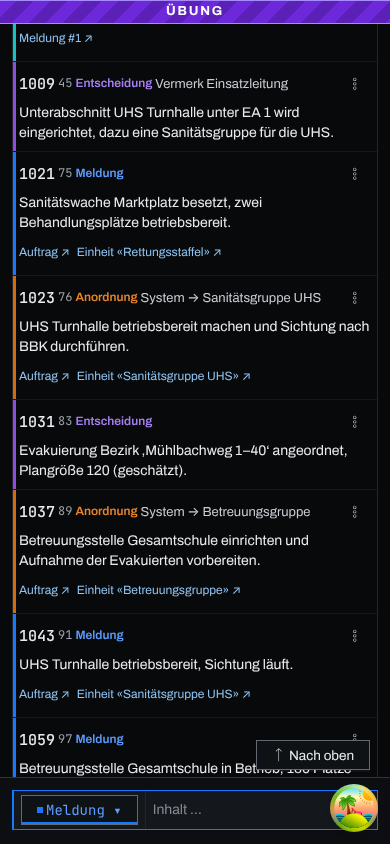 ÜBUNG
Meldung #1 ↗
1009 45 Entscheidung Vermerk Einsatzleitung
Unterabschnitt UHS Turnhalle unter EA 1 wird
eingerichtet, dazu eine Sanitätsgruppe für die UHS.
1021 75 Meldung
Sanitätswache Marktplatz besetzt, zwei
Behandlungsplätze betriebsbereit.
Auftrag ↗ Einheit «Rettungsstaffel» ↗
1023 76 Anordnung System → Sanitätsgruppe UHS
UHS Turnhalle betriebsbereit machen und Sichtung nach
BBK durchführen.
Auftrag ↗ Einheit «Sanitätsgruppe UHS» ↗
1031 83 Entscheidung
Evakuierung Bezirk ‚Mühlbachweg 1–40‘ angeordnet,
Plangröße 120 (geschätzt).
1037 89 Anordnung System → Betreuungsgruppe
Betreuungsstelle Gesamtschule einrichten und
Aufnahme der Evakuierten vorbereiten.
Auftrag ↗ Einheit «Betreuungsgruppe» ↗
1043 91 Meldung
UHS Turnhalle betriebsbereit, Sichtung läuft.
Auftrag ↗ Einheit «Sanitätsgruppe UHS» ↗
1059 97 Meldung
↑ Nach oben
Betreuungsstelle Gesamtschule in Betrieb,
Meldung ▾ Inhalt ...